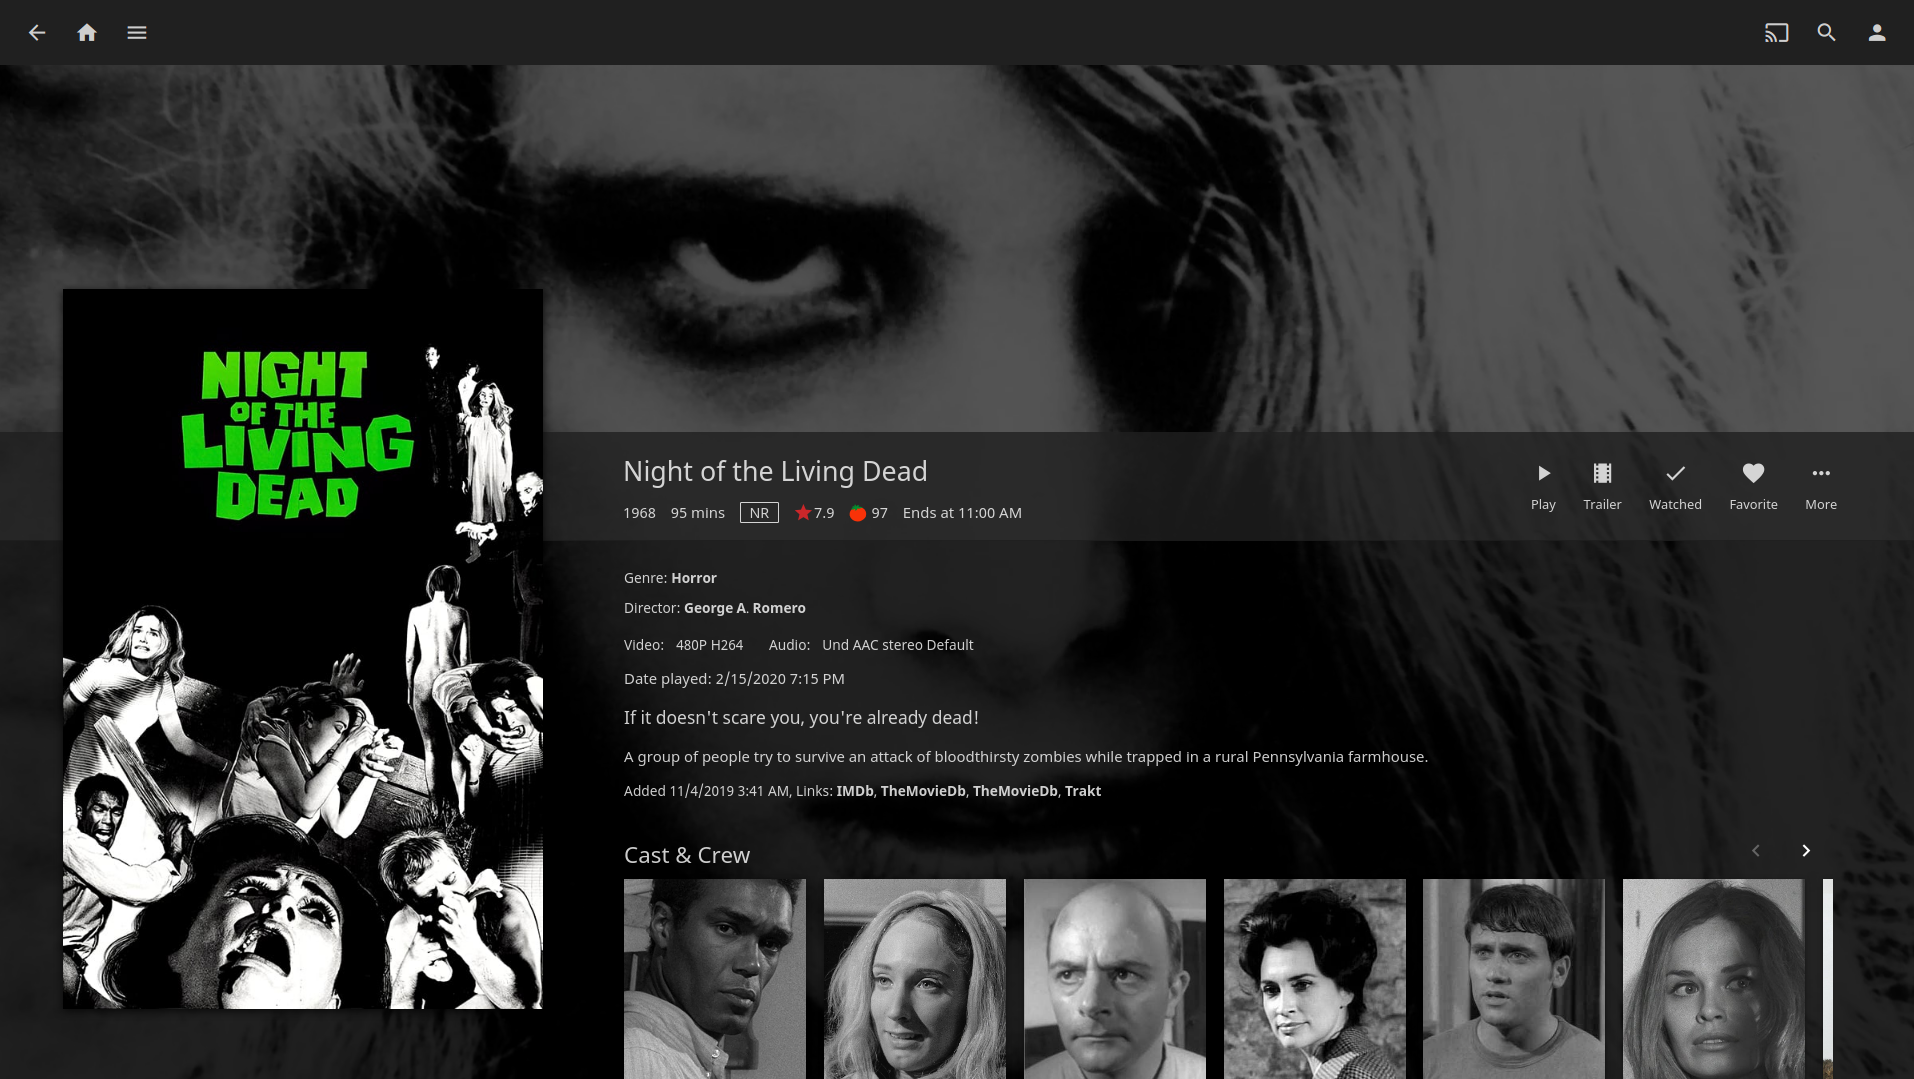 NIGHT
OF THE
LIVING
DEAD
Night of the Living Dead
1968 95 mins NR 7.9 97 Ends at 11:00 AM
Play Trailer Watched Favorite More
Genre: Horror
Director: George A. Romero
Video: 480P H264 Audio: Und AAC stereo Default
Date played: 2/15/2020 7:15 PM
If it doesn't scare you, you're already dead!
A group of people try to survive an attack of bloodthirsty zombies while trapped in a rural Pennsylvania farmhouse.
Added 11/4/2019 3:41 AM, Links: IMDb, TheMovieDb, TheMovieDb, Trakt
Cast & Crew